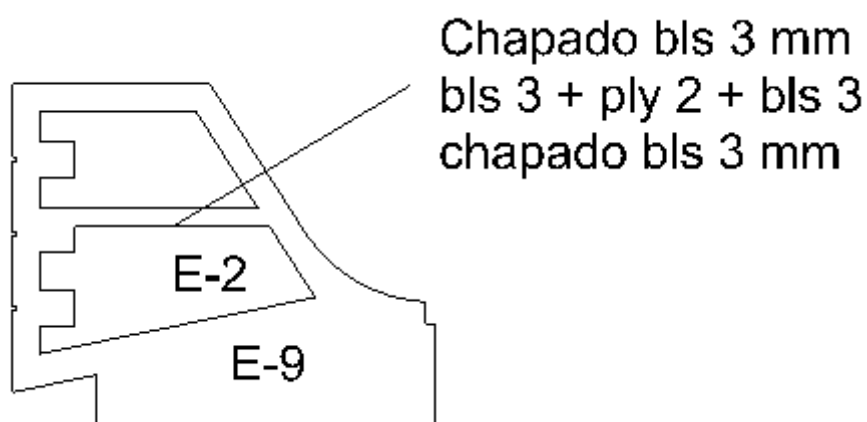 Chapado bls 3 mm
bls 3 + ply 2 + bls 3
chapado bls 3 mm
E-2
E-9